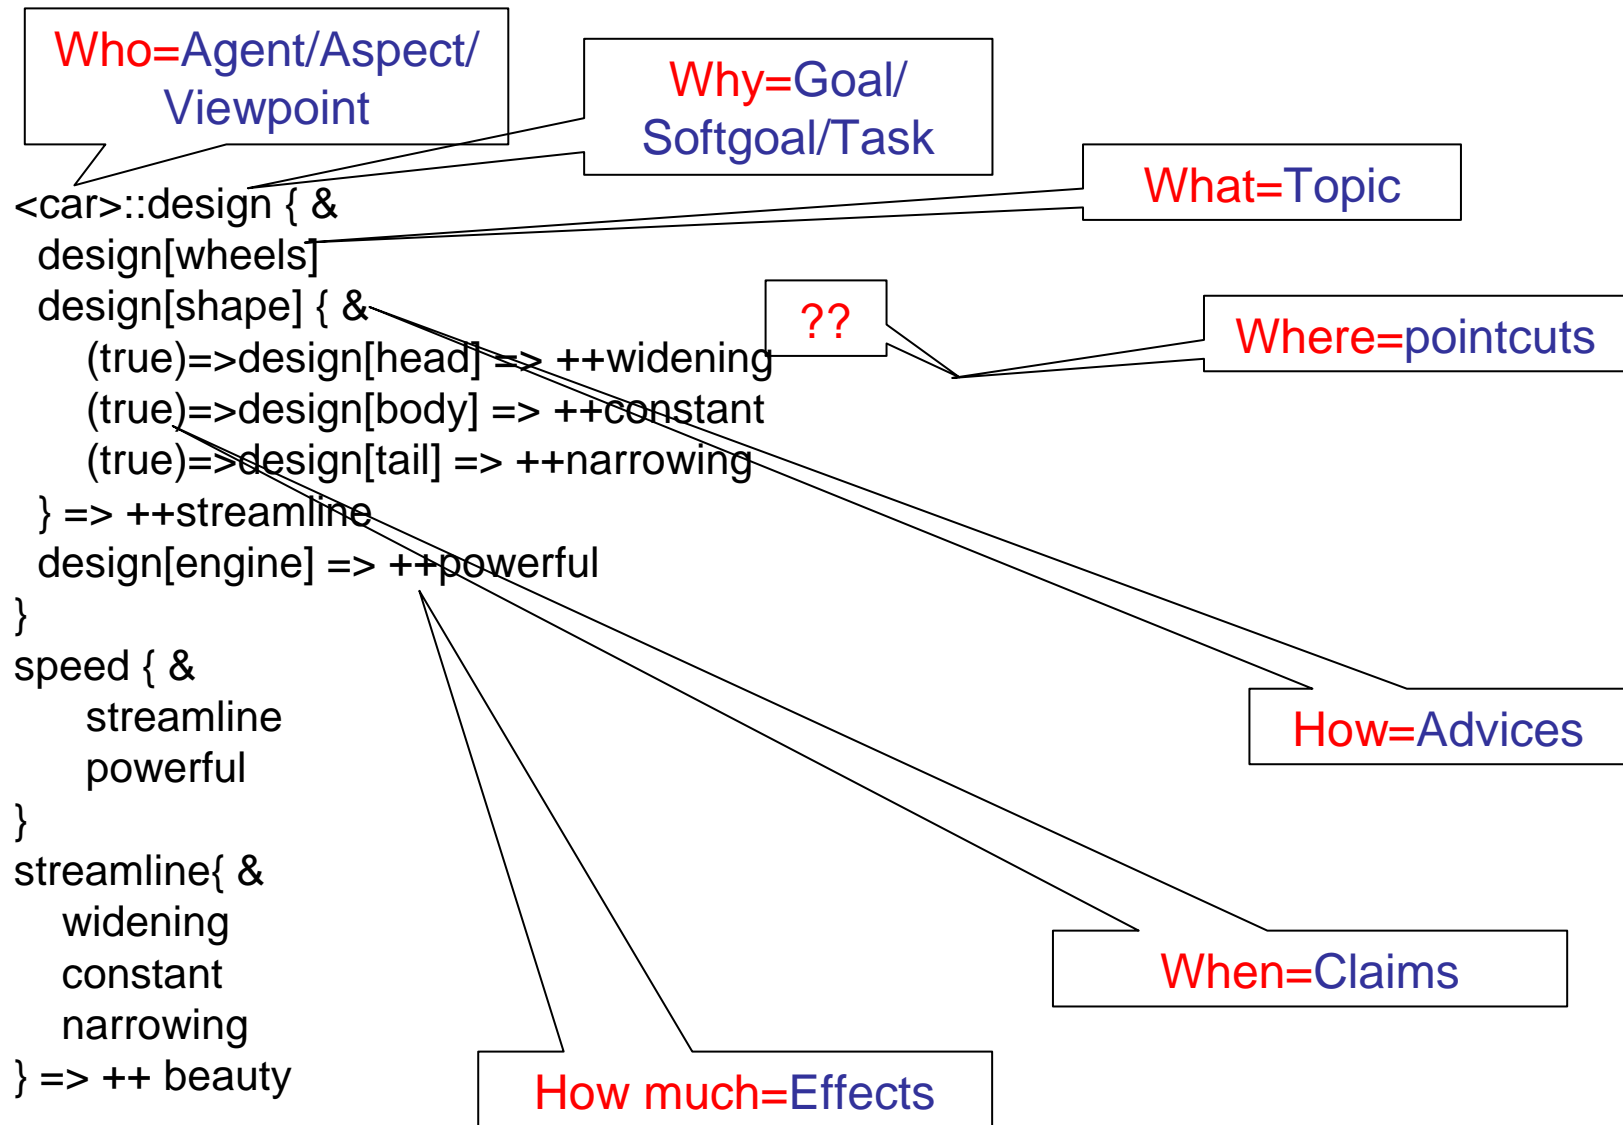 Who=Agent/Aspect/
Viewpoint
Why=Goal/
Softgoal/Task
What=Topic
<car>::design { &
design[wheels]
design[shape] { &
??
Where=pointcuts
(true)=>design[head] => ++widening
(true)=>design[body] => ++constant
(true)=>design[tail] => ++narrowing
} => ++streamline
design[engine] => ++powerful
}
speed { &
streamline
powerful
}
How=Advices
streamline{ &
widening
constant
narrowing
} => ++ beauty
When=Claims
How much=Effects